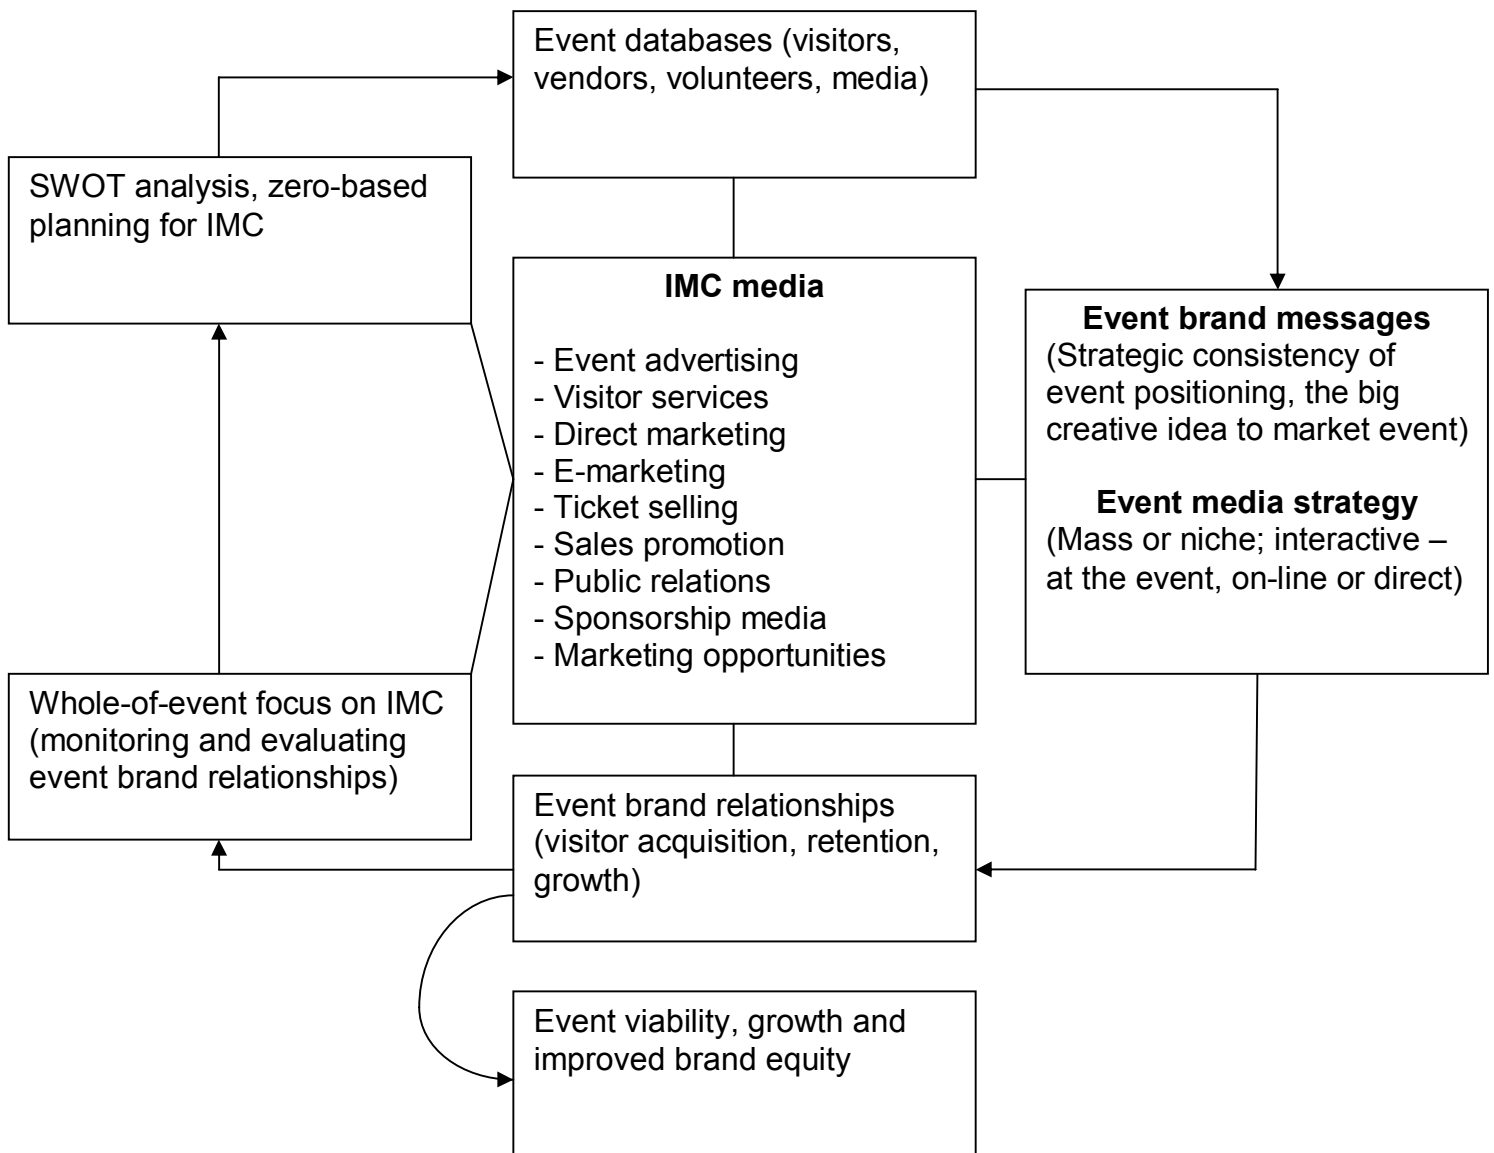 Event databases (visitors,
vendors, volunteers, media)
SWOT analysis, zero-based
planning for IMC
IMC media
- Event advertising
- Visitor services
- Direct marketing
- E-marketing
- Ticket selling
- Sales promotion
- Public relations
- Sponsorship media
- Marketing opportunities
Event brand messages
(Strategic consistency of
event positioning, the big
creative idea to market event)
Event media strategy
(Mass or niche; interactive –
at the event, on-line or direct)
Whole-of-event focus on IMC
(monitoring and evaluating
event brand relationships)
Event brand relationships
(visitor acquisition, retention,
growth)
Event viability, growth and
improved brand equity